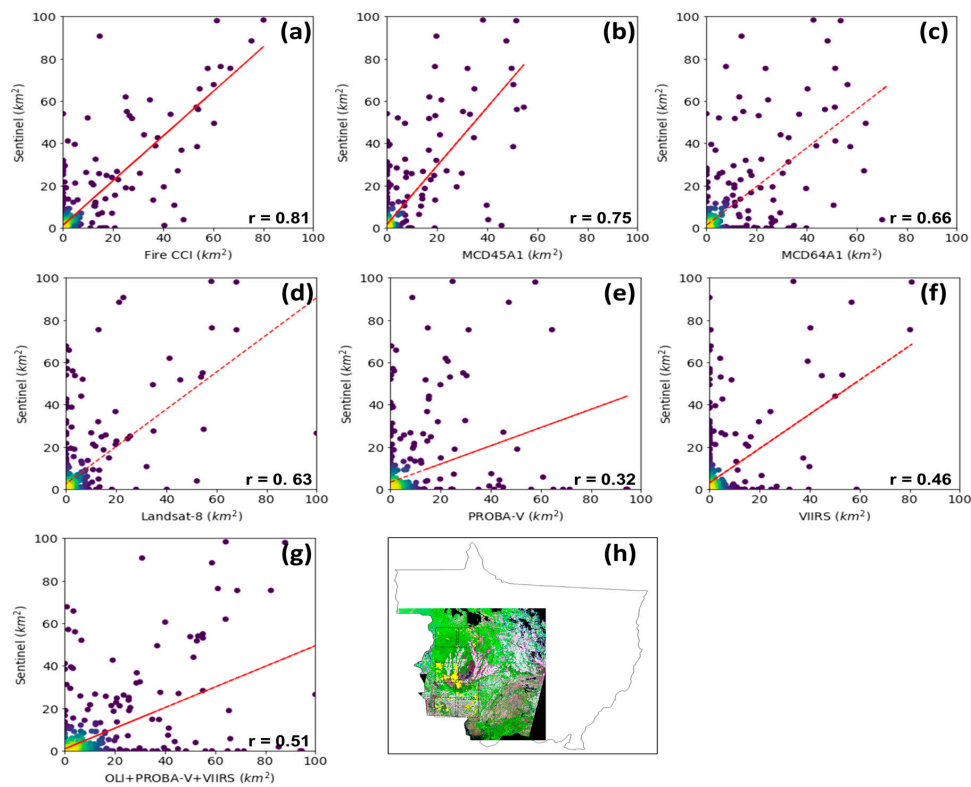 (a)
100
80
60
40
20
0
Sentinel (km²)
r = 0.81
0 20 40 60 80 100
Fire CCI (km²)
(b)
100
80
60
40
20
0
Sentinel (km²)
r = 0.75
0 20 40 60 80 100
MCD45A1 (km²)
(c)
100
80
60
40
20
0
Sentinel (km²)
r = 0.66
0 20 40 60 80 100
MCD64A1 (km²)
(d)
100
80
60
40
20
0
Sentinel (km²)
r = 0. 63
0 20 40 60 80 100
Landsat-8 (km²)
(e)
100
80
60
40
20
0
Sentinel (km²)
r = 0.32
0 20 40 60 80 100
PROBA-V (km²)
(f)
100
80
60
40
20
0
Sentinel (km²)
r = 0.46
0 20 40 60 80 100
VIIRS (km²)
(g)
100
80
60
40
20
0
Sentinel (km²)
r = 0.51
0 20 40 60 80 100
OLI+PROBA-V+VIIRS (km²)
(h)